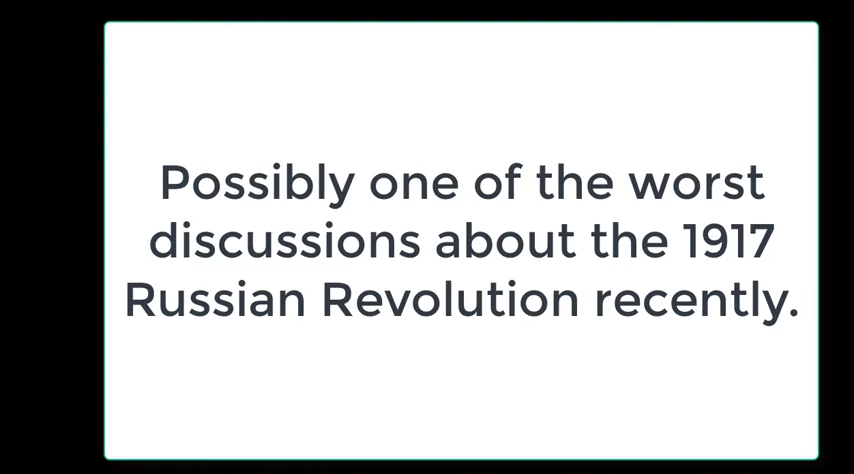 Possibly one of the worst
discussions about the 1917
Russian Revolution recently.